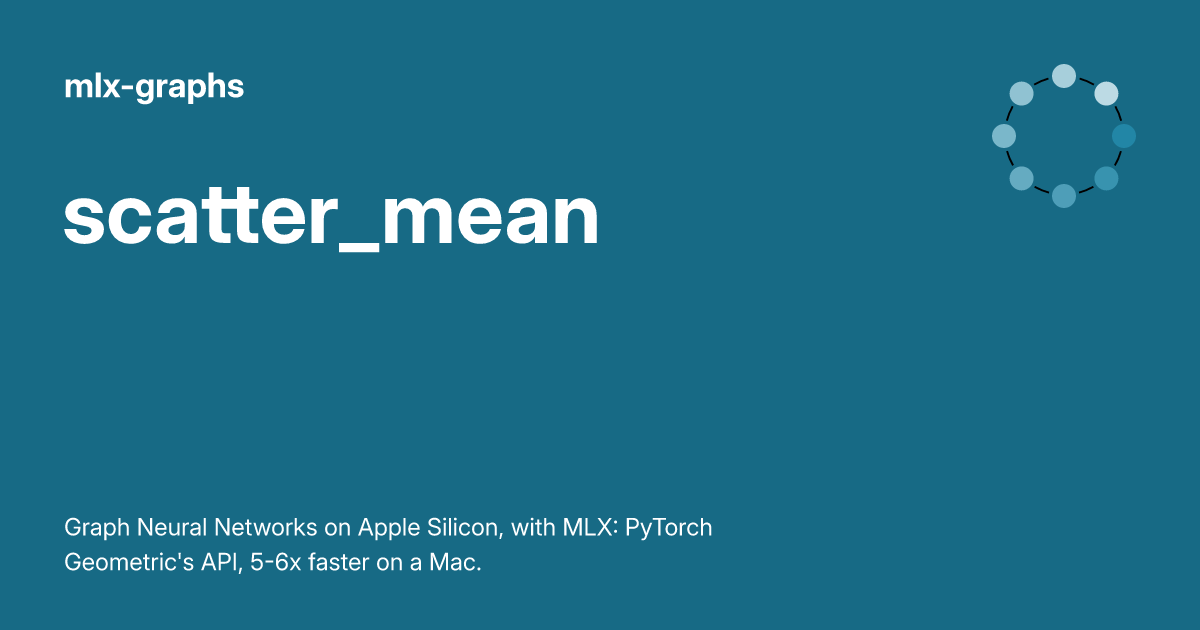 mlx-graphs
scatter_mean
Graph Neural Networks on Apple Silicon, with MLX: PyTorch
Geometric's API, 5-6x faster on a Mac.